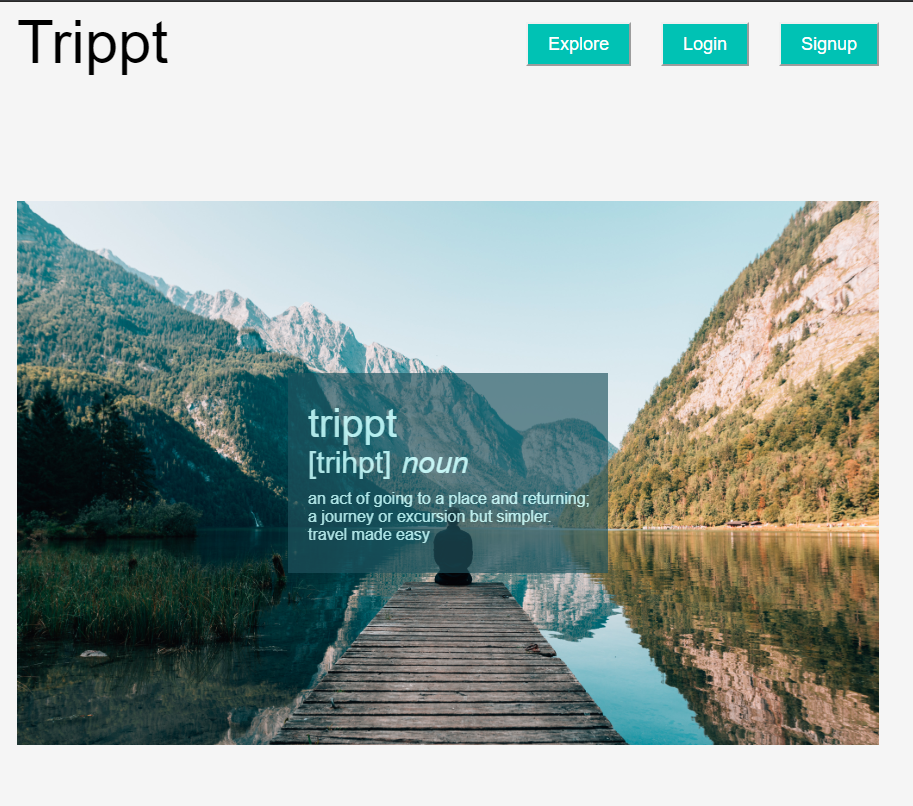 Trippt
Explore
Login
Signup
trippt
[trihpt] noun
an act of going to a place and returning;
a journey or excursion but simpler.
travel made easy